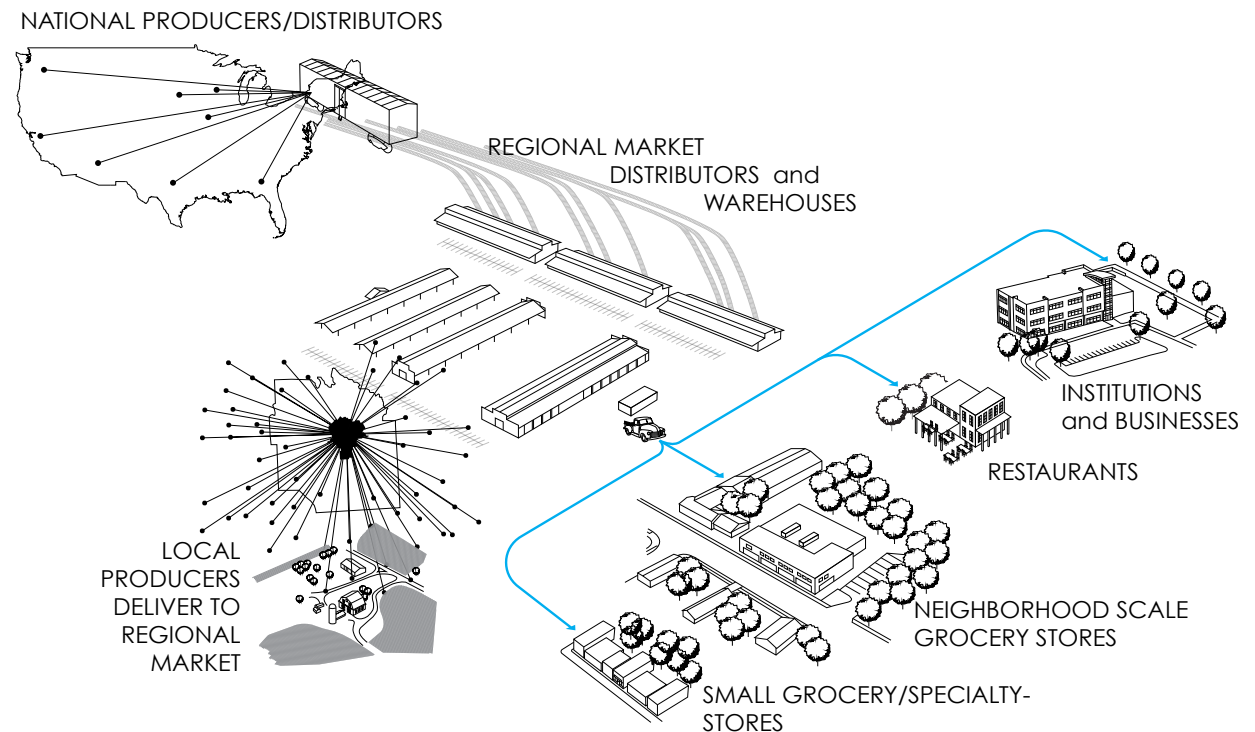 NATIONAL PRODUCERS/DISTRIBUTORS
REGIONAL MARKET
DISTRIBUTORS and
WAREHOUSES
INSTITUTIONS
and BUSINESSES
RESTAURANTS
LOCAL
PRODUCERS
DELIVER TO
REGIONAL
MARKET
NEIGHBORHOOD SCALE
GROCERY STORES
SMALL GROCERY/SPECIALTY-
STORES